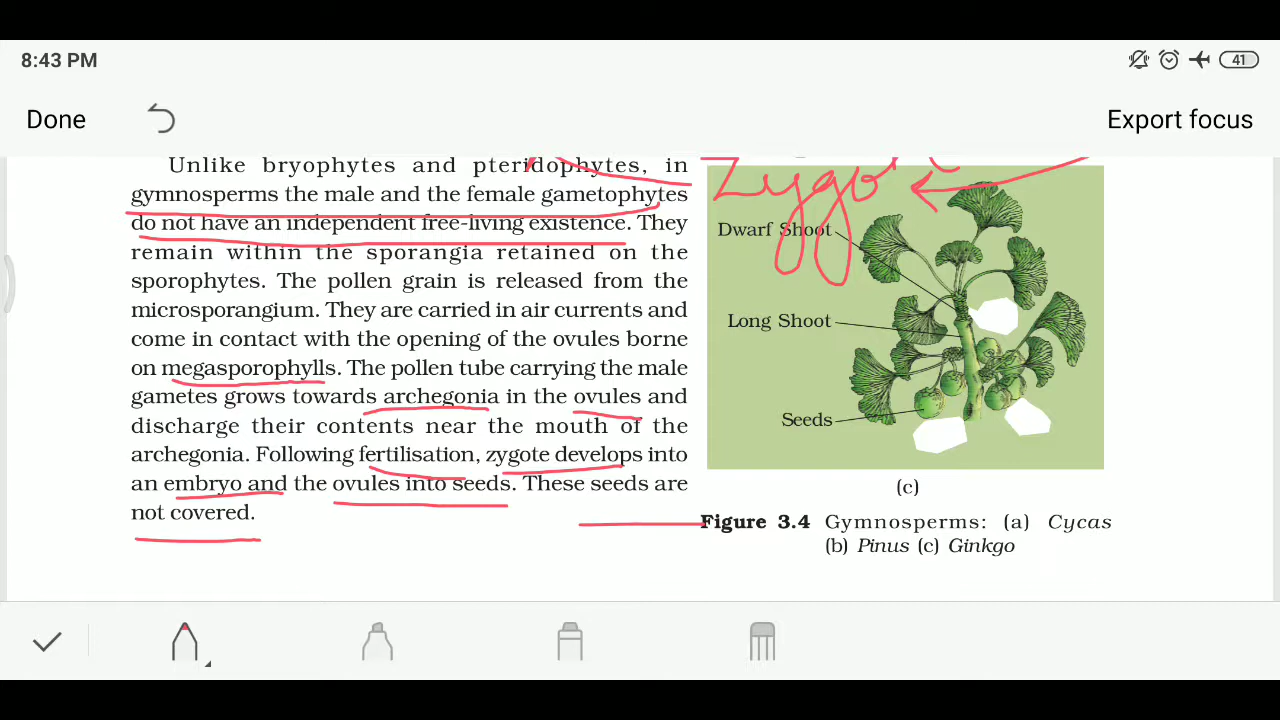 8:43 PM
41
Done
Export focus
Unlike bryophytes and pteridophytes, in
gymnosperms the male and the female gametophytes
do not have an independent free-living existence. They
remain within the sporangia retained on the
sporophytes. The pollen grain is released from the
microsporangium. They are carried in air currents and
come in contact with the opening of the ovules borne
on megasporophylls. The pollen tube carrying the male
gametes grows towards archegonia in the ovules and
discharge their contents near the mouth of the
archegonia. Following fertilisation, zygote develops into
an embryo and the ovules into seeds. These seeds are
not covered.
Zygo
Dwarf Shoot
Long Shoot
Seeds
(c)
Figure 3.4 Gymnosperms: (a) Cycas
(b) Pinus (c) Ginkgo